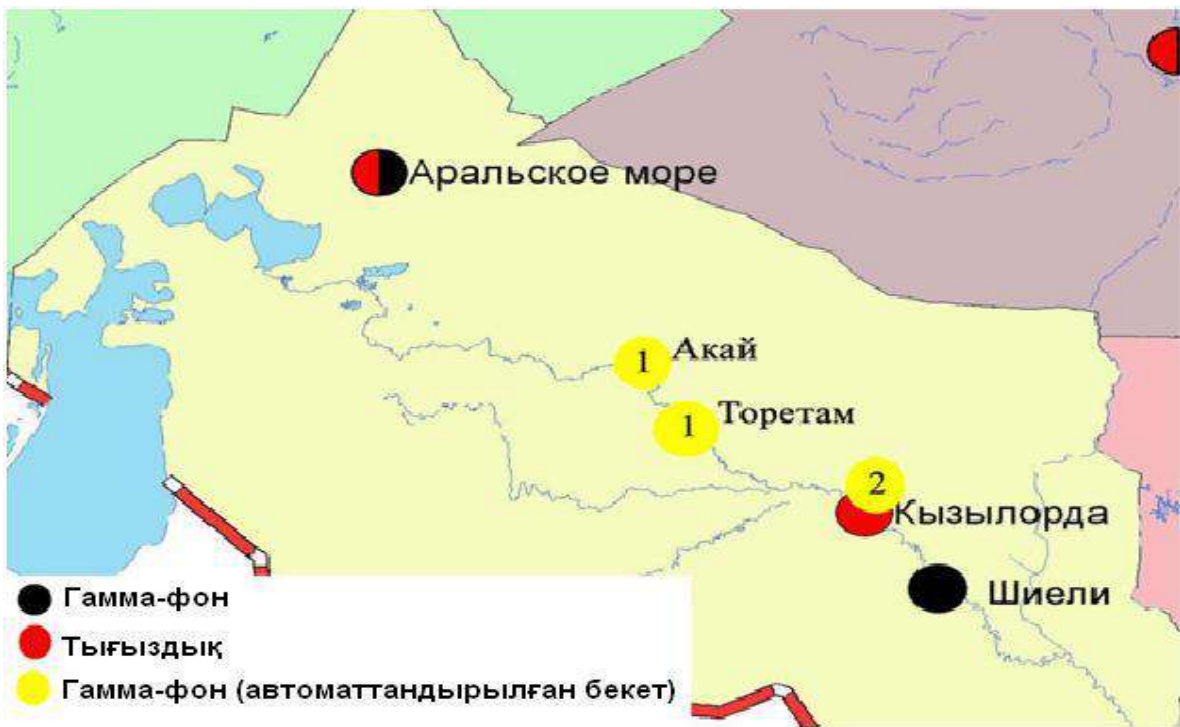 Аральское море
1 Акай
1 Торетам
2
Кызылорда
Шиели
Гамма-фон
Тығыздық
Гамма-фон (автоматтандырылған бекет)